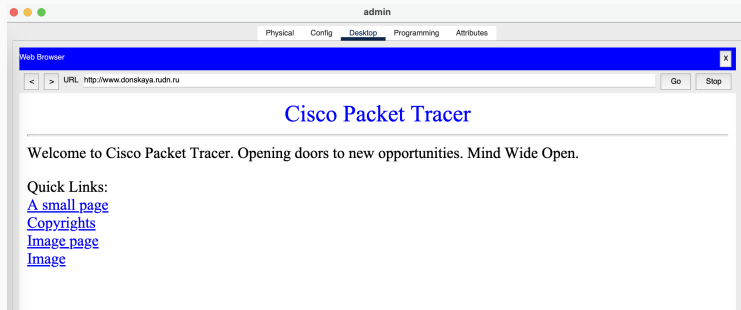 admin
Physical Config Desktop Programming Attributes
Web Browser X
< > URL http://www.donskaya.rudn.ru Go Stop
Cisco Packet Tracer
Welcome to Cisco Packet Tracer. Opening doors to new opportunities. Mind Wide Open.
Quick Links:
A small page
Copyrights
Image page
Image